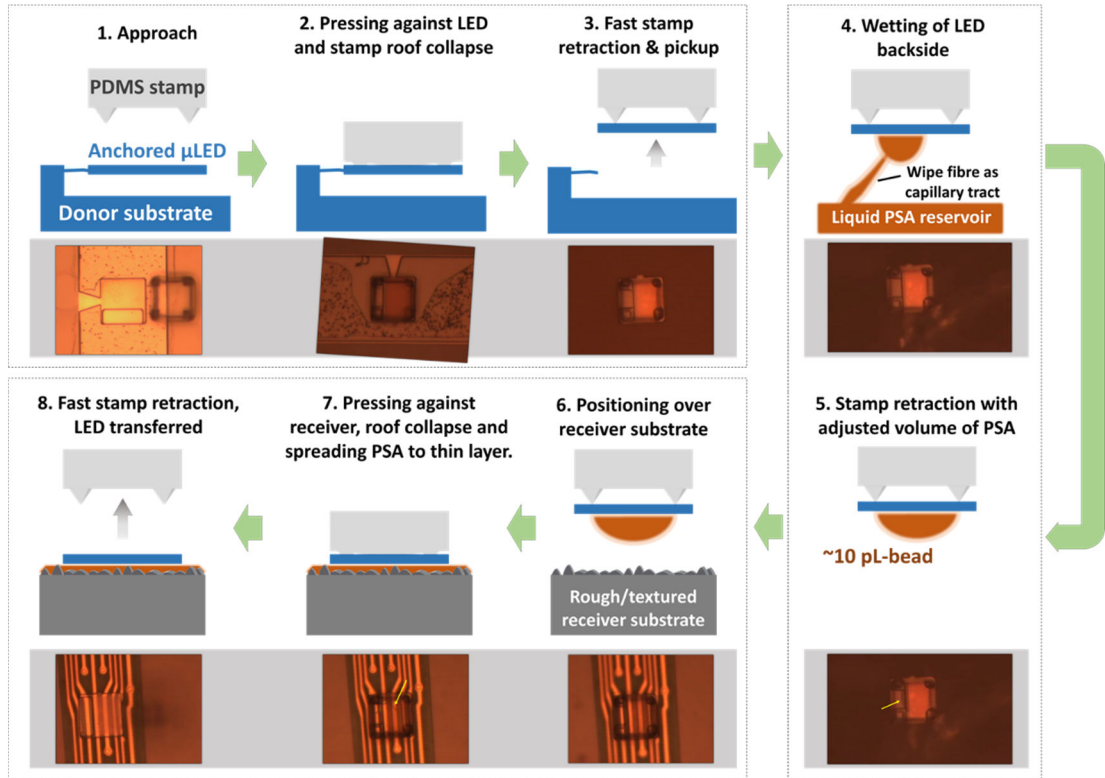 1. Approach
PDMS stamp
Anchored µLED
Donor substrate
2. Pressing against LED
and stamp roof collapse
3. Fast stamp
retraction & pickup
4. Wetting of LED
backside
Wipe fibre as
capillary tract
Liquid PSA reservoir
5. Stamp retraction with
adjusted volume of PSA
~10 pL-bead
6. Positioning over
receiver substrate
Rough/textured
receiver substrate
7. Pressing against
receiver, roof collapse and
spreading PSA to thin layer.
8. Fast stamp retraction,
LED transferred